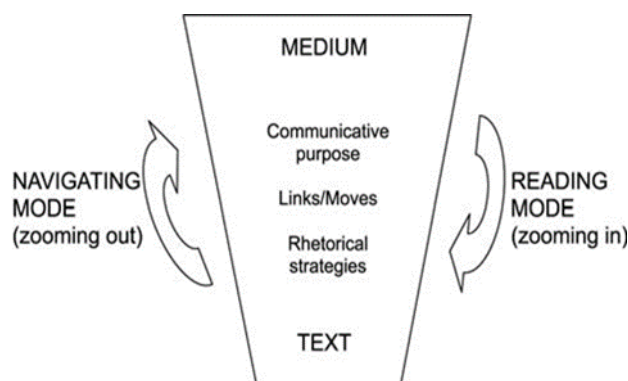 MEDIUM
Communicative
purpose
NAVIGATING
MODE
(zooming out)
Links/Moves
READING
MODE
(zooming in)
Rhetorical
strategies
TEXT